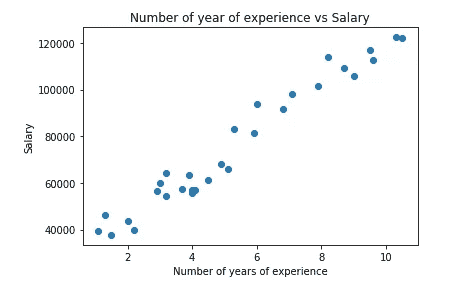 Number of year of experience vs Salary
120000
100000
80000
60000
40000
Salary
2 4 6 8 10
Number of years of experience